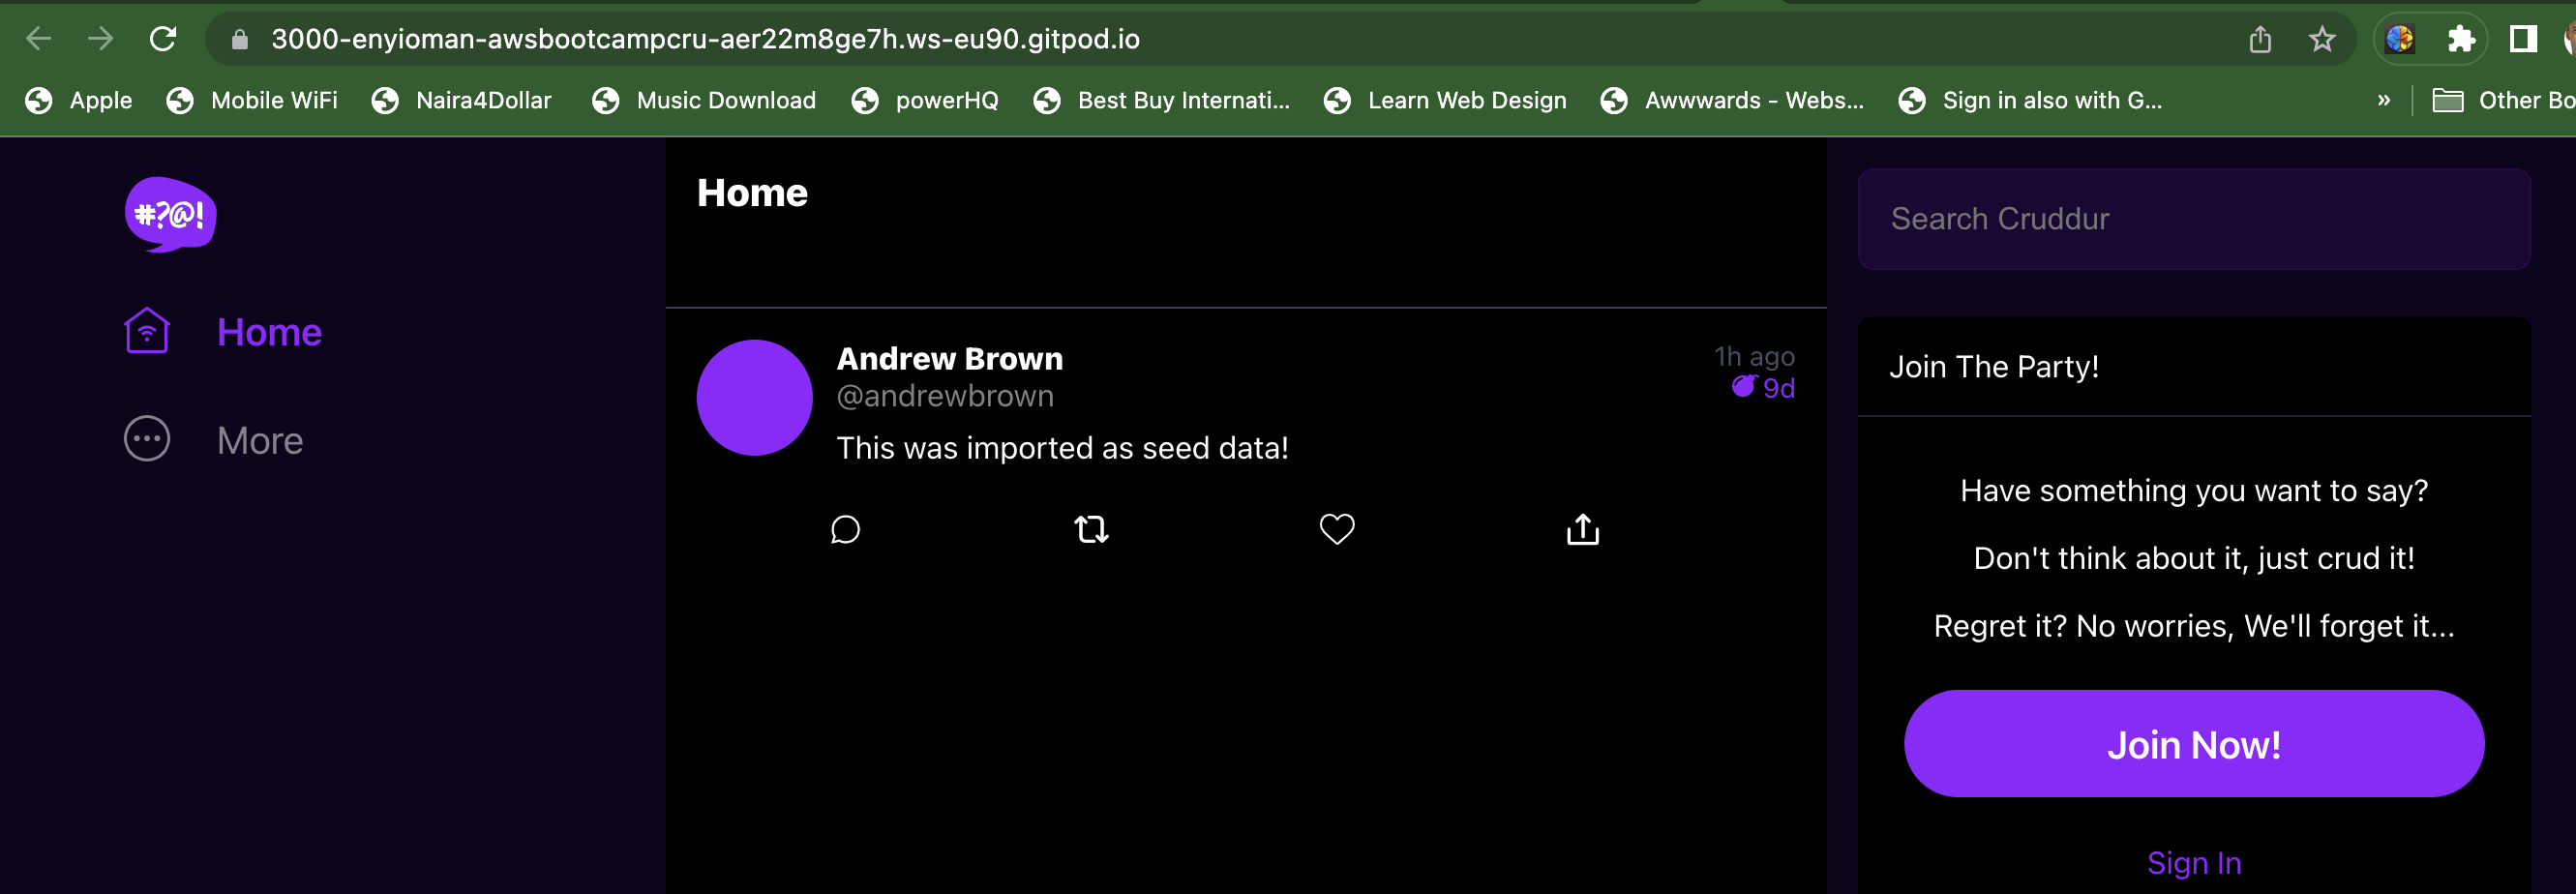 3000-enyioman-awsbootcampcru-aer22m8ge7h.ws-eu90.gitpod.io
Apple
Mobile WiFi
Naira4Dollar
Music Download
powerHQ
Best Buy Internati...
Learn Web Design
Awwwards - Webs...
Sign in also with G...
»
Other Bo
#?@!
Home
More
Home
Andrew Brown
@andrewbrown
1h ago
9d
This was imported as seed data!
Search Cruddur
Join The Party!
Have something you want to say?
Don't think about it, just crud it!
Regret it? No worries, We'll forget it...
Join Now!
Sign In